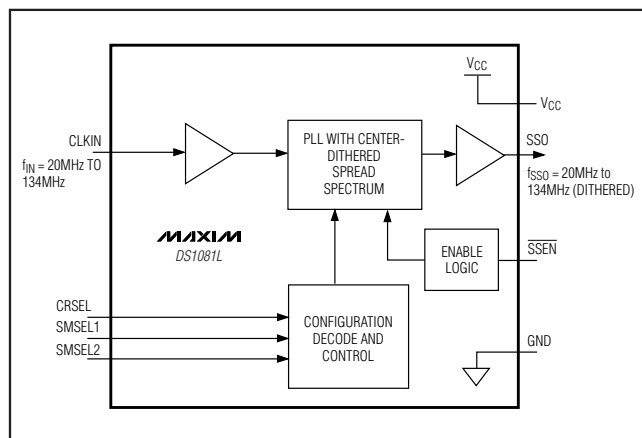 VCC
VCC
CLKIN
fIN = 20MHz TO
134MHz
PLL WITH CENTER-
DITHERED
SPREAD
SPECTRUM
SSO
fSSO = 20MHz to
134MHz (DITHERED)
MAXIM
DS1081L
ENABLE
LOGIC
SSEN
CRSEL
SMSEL1
SMSEL2
CONFIGURATION
DECODE AND
CONTROL
GND